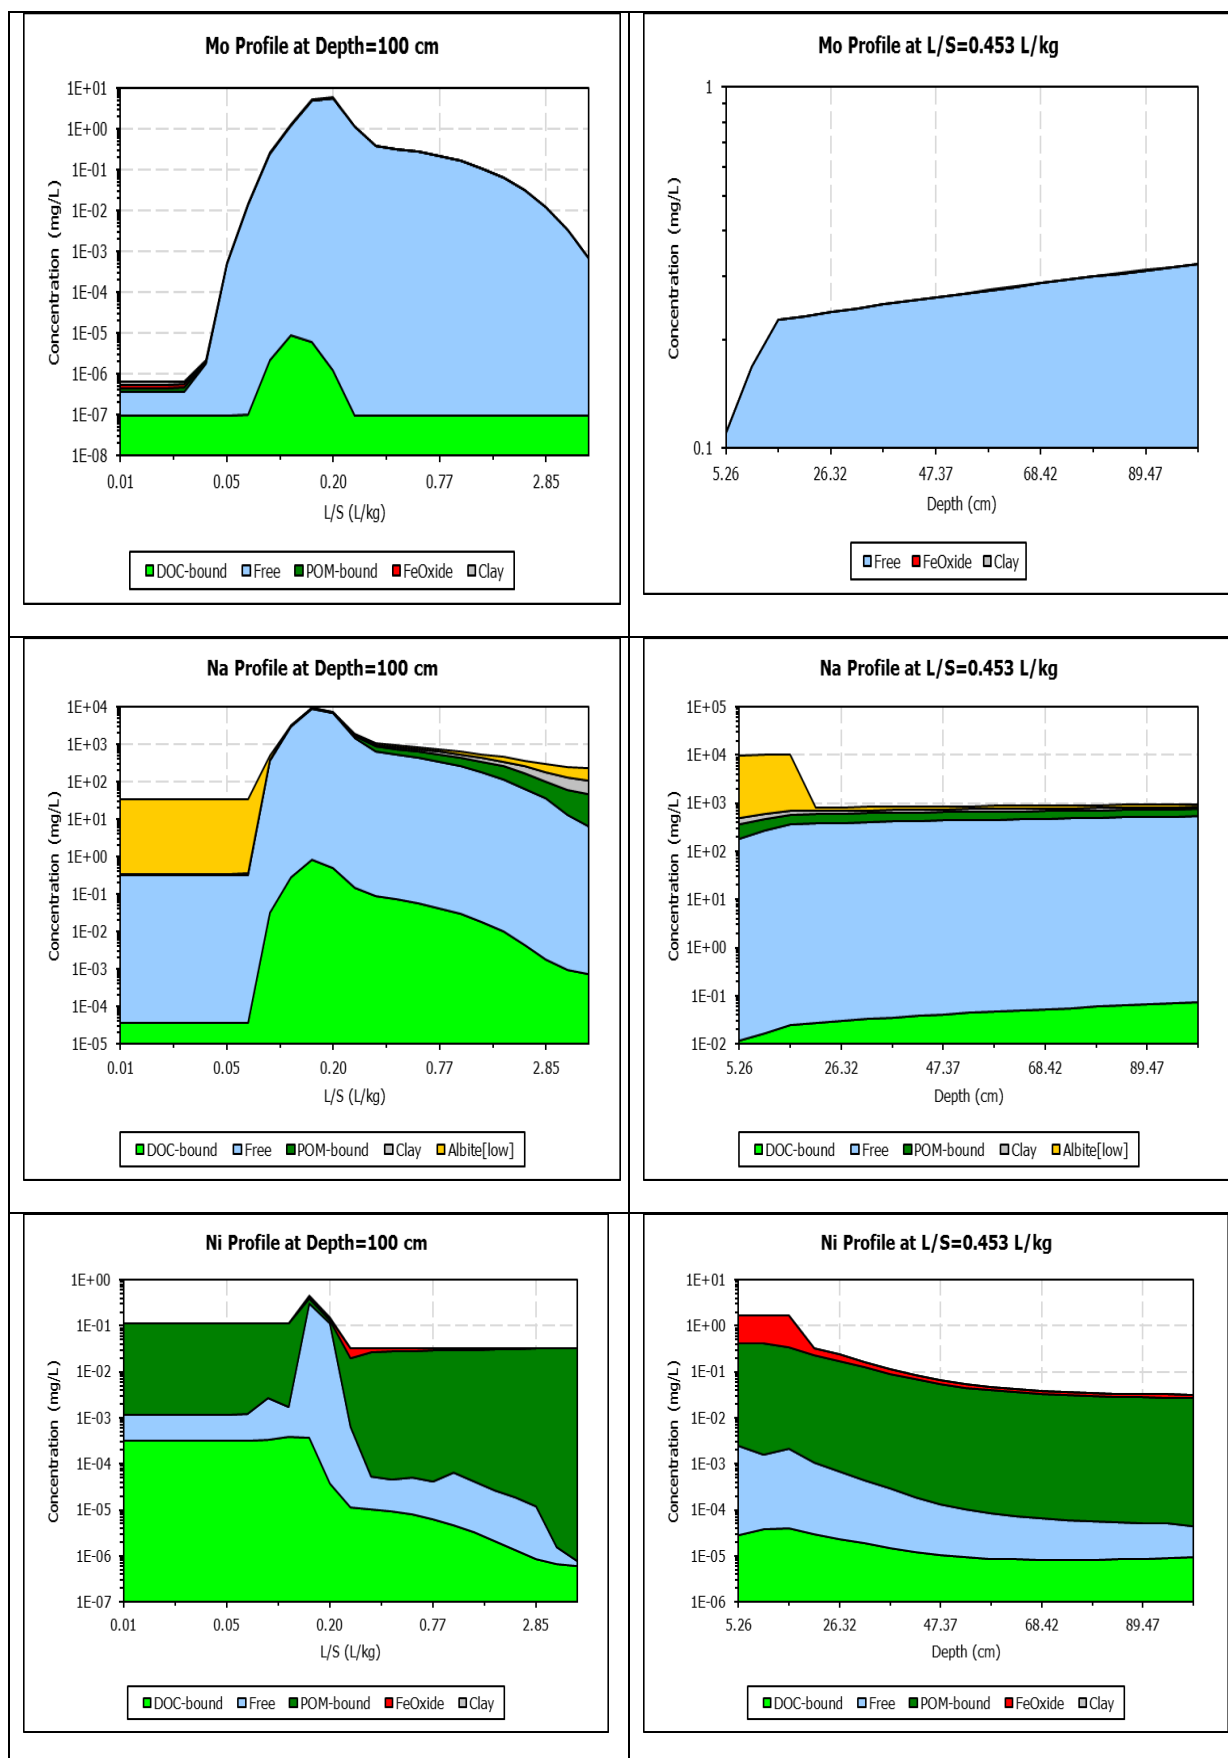 Mo Profile at Depth=100 cm
Concentration (mg/L)
1E+01
1E+00
1E-01
1E-02
1E-03
1E-04
1E-05
1E-06
1E-07
1E-08
0.01 0.05 0.20 0.77 2.85
L/S (L/kg)
DOC-bound Free POM-bound FeOxide Clay
Mo Profile at L/S=0.453 L/kg
Concentration (mg/L)
1
0.1
5.26 26.32 47.37 68.42 89.47
Depth (cm)
Free FeOxide Clay
Na Profile at Depth=100 cm
Concentration (mg/L)
1E+04
1E+03
1E+02
1E+01
1E+00
1E-01
1E-02
1E-03
1E-04
1E-05
0.01 0.05 0.20 0.77 2.85
L/S (L/kg)
DOC-bound Free POM-bound Clay Albite[low]
Na Profile at L/S=0.453 L/kg
Concentration (mg/L)
1E+05
1E+04
1E+03
1E+02
1E+01
1E+00
1E-01
1E-02
5.26 26.32 47.37 68.42 89.47
Depth (cm)
DOC-bound Free POM-bound Clay Albite[low]
Ni Profile at Depth=100 cm
Concentration (mg/L)
1E+00
1E-01
1E-02
1E-03
1E-04
1E-05
1E-06
1E-07
0.01 0.05 0.20 0.77 2.85
L/S (L/kg)
DOC-bound Free POM-bound FeOxide Clay
Ni Profile at L/S=0.453 L/kg
Concentration (mg/L)
1E+01
1E+00
1E-01
1E-02
1E-03
1E-04
1E-05
1E-06
5.26 26.32 47.37 68.42 89.47
Depth (cm)
DOC-bound Free POM-bound FeOxide Clay